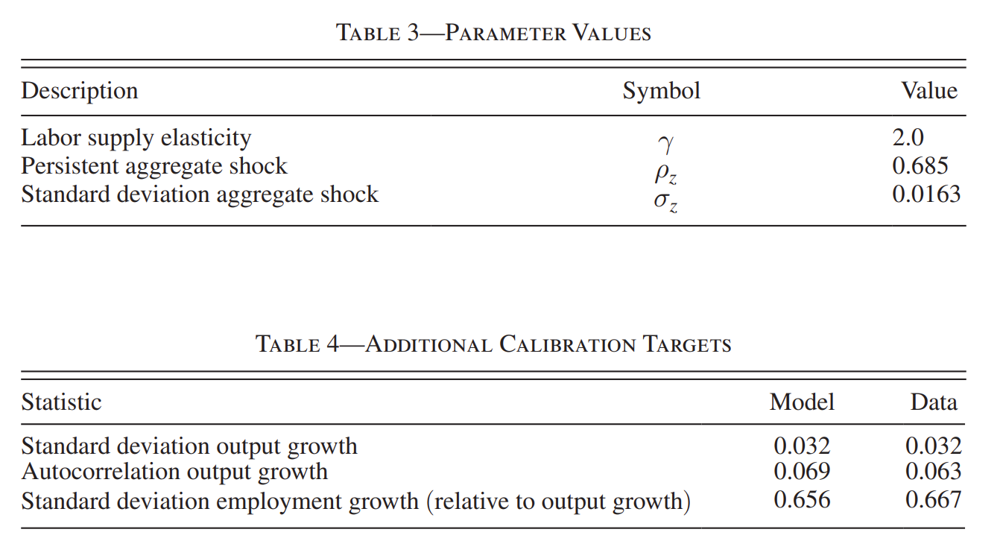 TABLE 3—PARAMETER VALUES
Description Symbol Value
Labor supply elasticity γ 2.0
Persistent aggregate shock ρz 0.685
Standard deviation aggregate shock σz 0.0163
TABLE 4—ADDITIONAL CALIBRATION TARGETS
Statistic Model Data
Standard deviation output growth 0.032 0.032
Autocorrelation output growth 0.069 0.063
Standard deviation employment growth (relative to output growth) 0.656 0.667